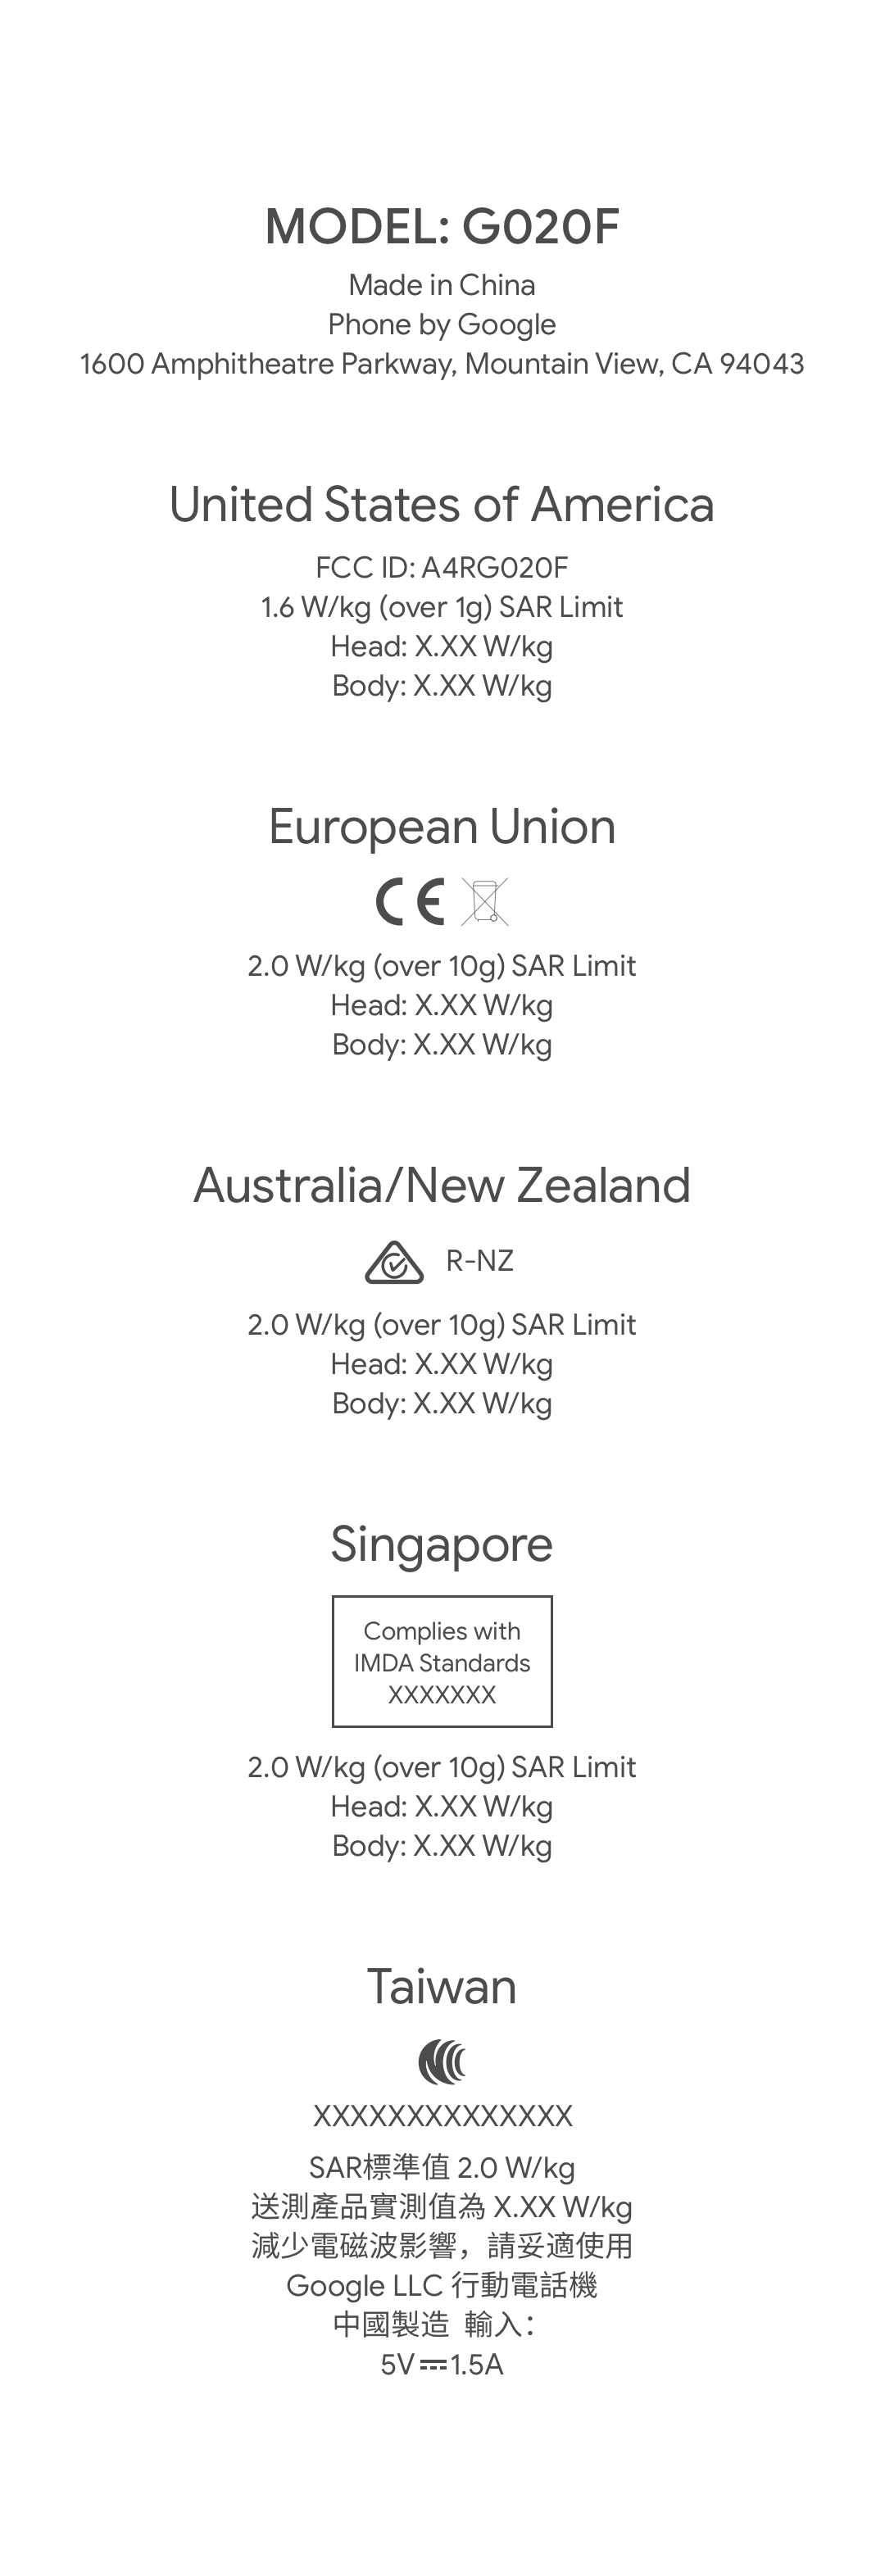 MODEL: G020F
Made in China
Phone by Google
1600 Amphitheatre Parkway, Mountain View, CA 94043
United States of America
FCC ID: A4RG020F
1.6 W/kg (over 1g) SAR Limit
Head: X.XX W/kg
Body: X.XX W/kg
European Union
CE
2.0 W/kg (over 10g) SAR Limit
Head: X.XX W/kg
Body: X.XX W/kg
Australia/New Zealand
R-NZ
2.0 W/kg (over 10g) SAR Limit
Head: X.XX W/kg
Body: X.XX W/kg
Singapore
Complies with
IMDA Standards
XXXXXXX
2.0 W/kg (over 10g) SAR Limit
Head: X.XX W/kg
Body: X.XX W/kg
Taiwan
XXXXXXXXXXXXXX
SAR標準值 2.0 W/kg
送測產品實測值為 X.XX W/kg
減少電磁波影響，請妥適使用
Google LLC 行動電話機
中國製造 輸入：
5V⎓1.5A